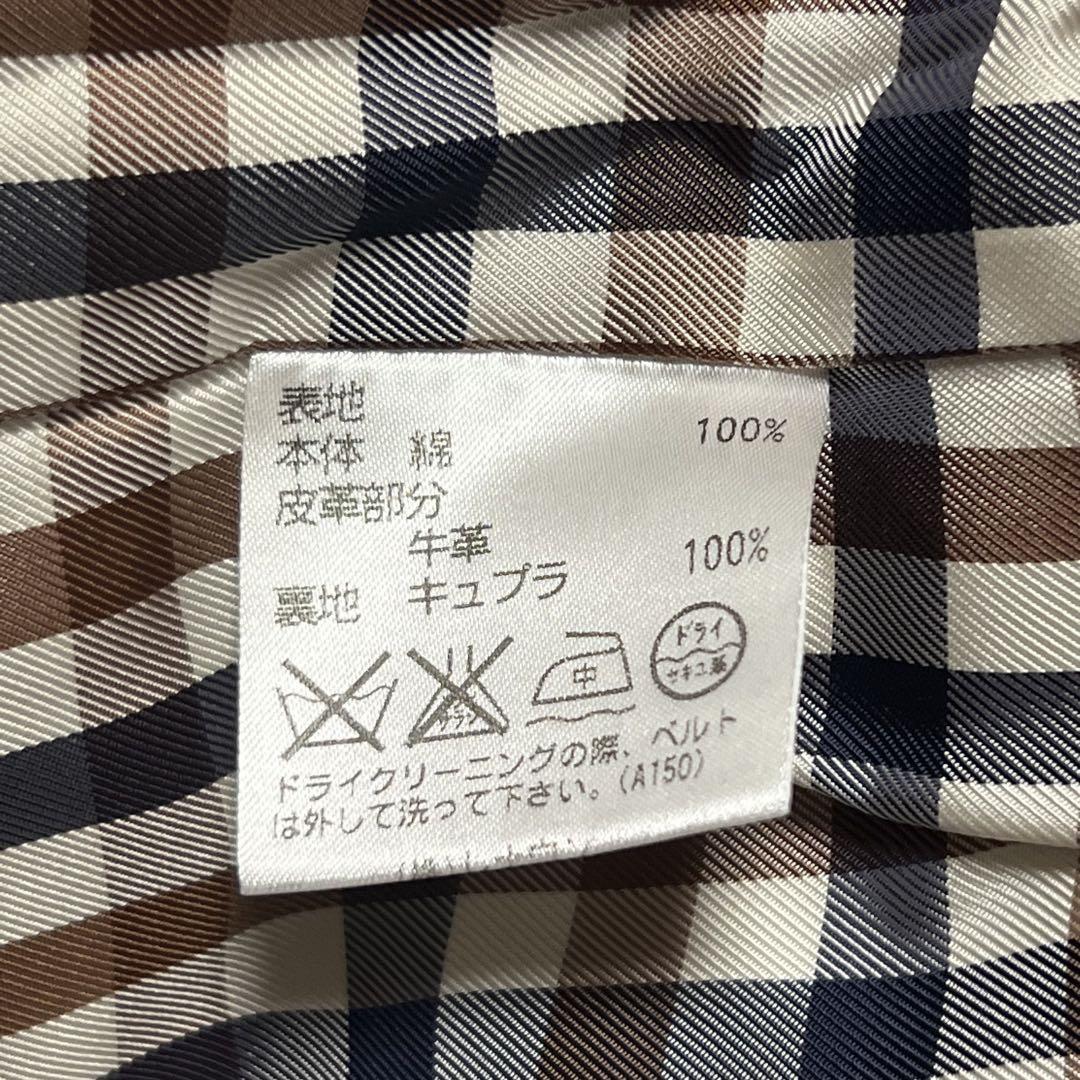 表地
本体 綿 100%
皮革部分
牛革
裏地 キュプラ 100%
中
ドライ
セキユ系
ドライクリーニングの際、ベルト
は外して洗って下さい。(A150)